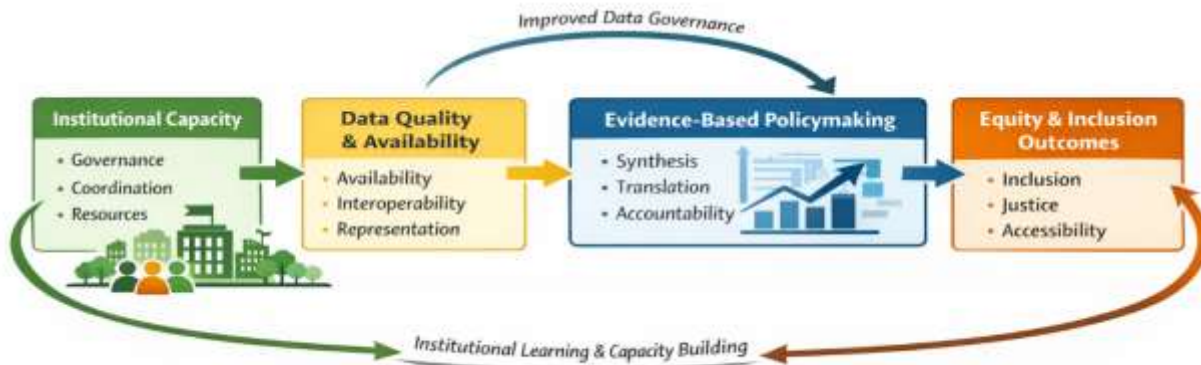 Improved Data Governance
Institutional Capacity
• Governance
• Coordination
• Resources
Data Quality
& Availability
• Availability
• Interoperability
• Representation
Evidence-Based Policymaking
• Synthesis
• Translation
• Accountability
Equity & Inclusion
Outcomes
• Inclusion
• Justice
• Accessibility
Institutional Learning & Capacity Building